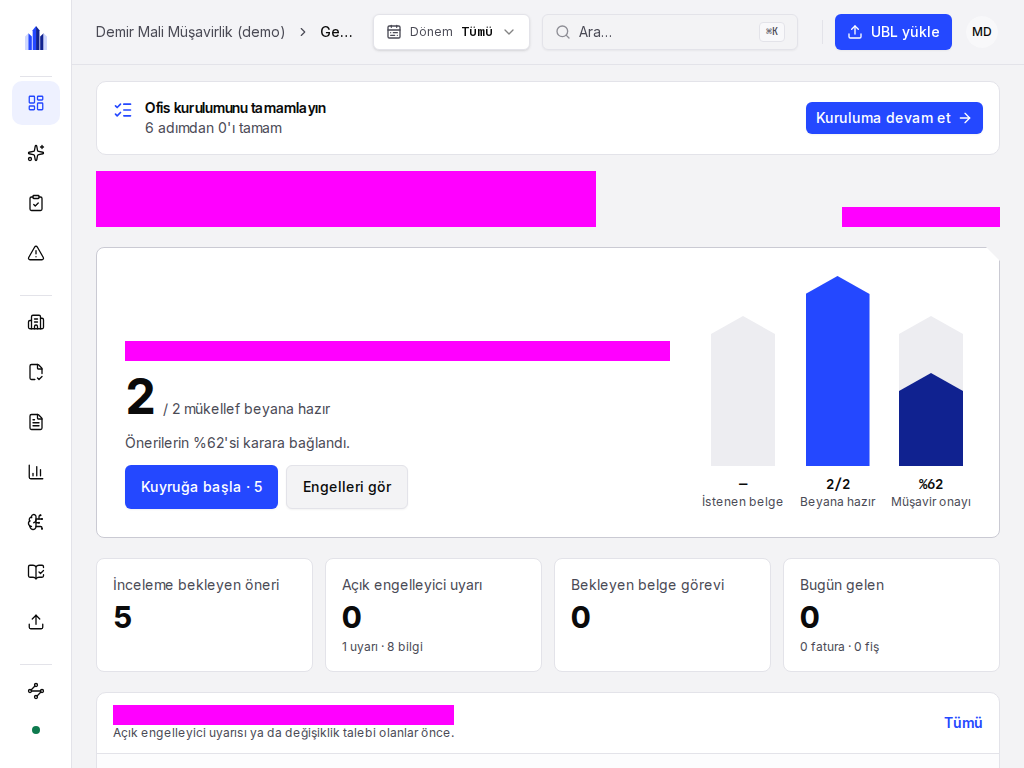 Demir Mali Müşavirlik (demo) > Ge...
Dönem Tümü
Ara...
⌘K
UBL yükle
MD
Ofis kurulumunu tamamlayın
6 adımdan 0'ı tamam
Kuruluma devam et →
2 / 2 mükellef beyana hazır
Önerilerin %62'si karara bağlandı.
Kuyruğa başla · 5
Engelleri gör
–
İstenen belge
2/2
Beyana hazır
%62
Müşavir onayı
İnceleme bekleyen öneri
5
Açık engelleyici uyarı
0
1 uyarı · 8 bilgi
Bekleyen belge görevi
0
Bugün gelen
0
0 fatura · 0 fiş
Açık engelleyici uyarısı ya da değişiklik talebi olanlar önce.
Tümü